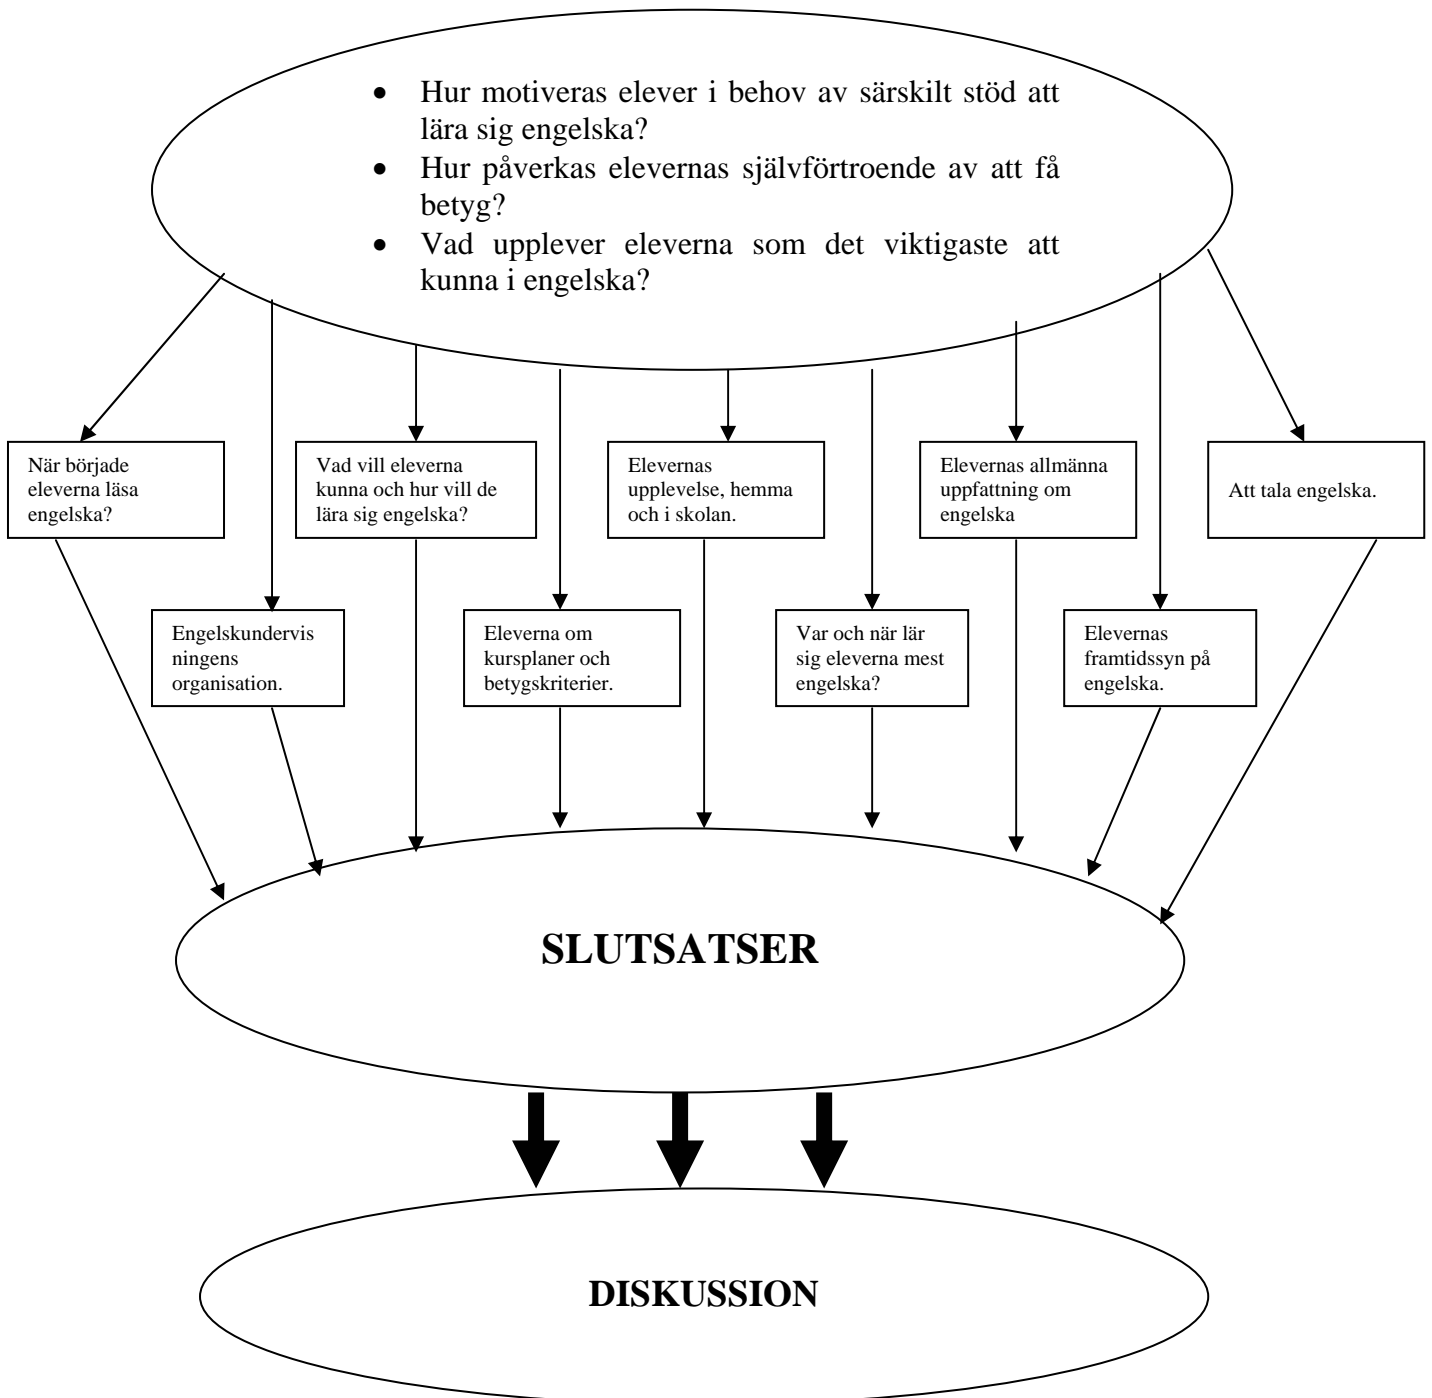 • Hur motiveras elever i behov av särskilt stöd att
lära sig engelska?
• Hur påverkas elevernas självförtroende av att få
betyg?
• Vad upplever eleverna som det viktigaste att
kunna i engelska?
När började
eleverna läsa
engelska?
Vad vill eleverna
kunna och hur vill de
lära sig engelska?
Elevernas
upplevelse, hemma
och i skolan.
Elevernas allmänna
uppfattning om
engelska
Att tala engelska.
Engelskundervis
ningens
organisation.
Eleverna om
kursplaner och
betygskriterier.
Var och när lär
sig eleverna mest
engelska?
Elevernas
framtidssyn på
engelska.
SLUTSATSER
DISKUSSION